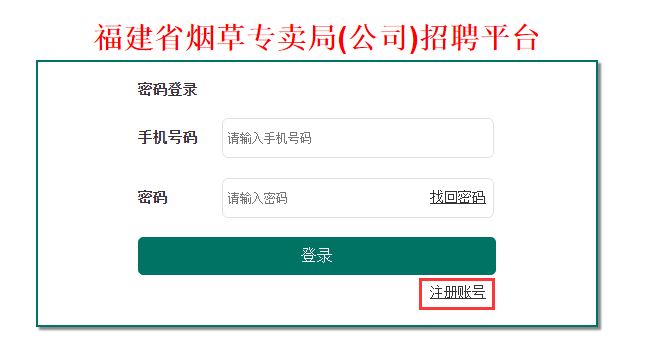 福建省烟草专卖局(公司)招聘平台
密码登录
手机号码 请输入手机号码
密码 请输入密码 找回密码
登录
注册账号